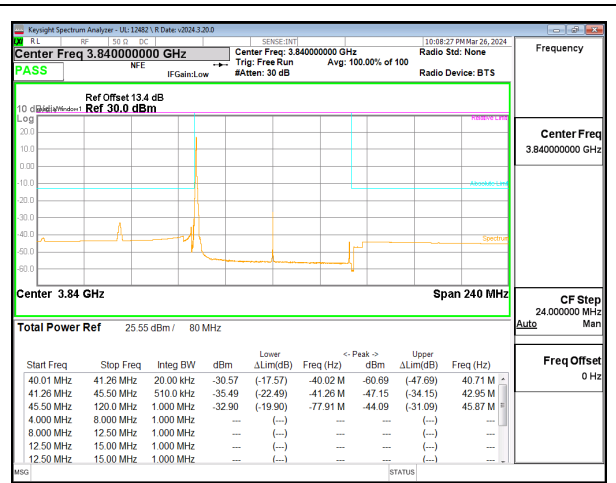 Keysight Spectrum Analyzer - UL: 12482 \ R Date: v2024.3.20.0
RL RF 50 Ω DC SENSE:INT 10:08:27 PM Mar 26, 2024
Center Freq 3.840000000 GHz Center Freq: 3.840000000 GHz Radio Std: None Frequency
NFE Trig: Free Run Avg: 100.00% of 100
PASS IFGain:Low #Atten: 30 dB Radio Device: BTS
Ref Offset 13.4 dB
10 dB/div Ref 30.0 dBm
Log Relative Limit
20.0
10.0
0.00
-10.0 Absolute Limit
-20.0
-30.0
-40.0 Spectrum
-50.0
-60.0
Center 3.84 GHz Span 240 MHz
Center Freq
3.840000000 GHz
CF Step
24.000000 MHz
Auto Man
Freq Offset
0 Hz
Total Power Ref 25.55 dBm / 80 MHz
Lower <- Peak -> Upper
Start Freq Stop Freq Integ BW dBm ΔLim(dB) Freq (Hz) dBm ΔLim(dB) Freq (Hz)
40.01 MHz 41.26 MHz 20.00 kHz -30.57 (-17.57) -40.02 M -60.69 (-47.69) 40.71 M
41.26 MHz 45.50 MHz 510.0 kHz -35.49 (-22.49) -41.26 M -47.15 (-34.15) 42.95 M
45.50 MHz 120.0 MHz 1.000 MHz -32.90 (-19.90) -77.91 M -44.09 (-31.09) 45.87 M
4.000 MHz 8.000 MHz 1.000 MHz --- (---) --- --- (---) ---
8.000 MHz 12.50 MHz 1.000 MHz --- (---) --- --- (---) ---
12.50 MHz 15.00 MHz 1.000 MHz --- (---) --- --- (---) ---
12.50 MHz 15.00 MHz 1.000 MHz --- (---) --- --- (---) ---
MSG STATUS